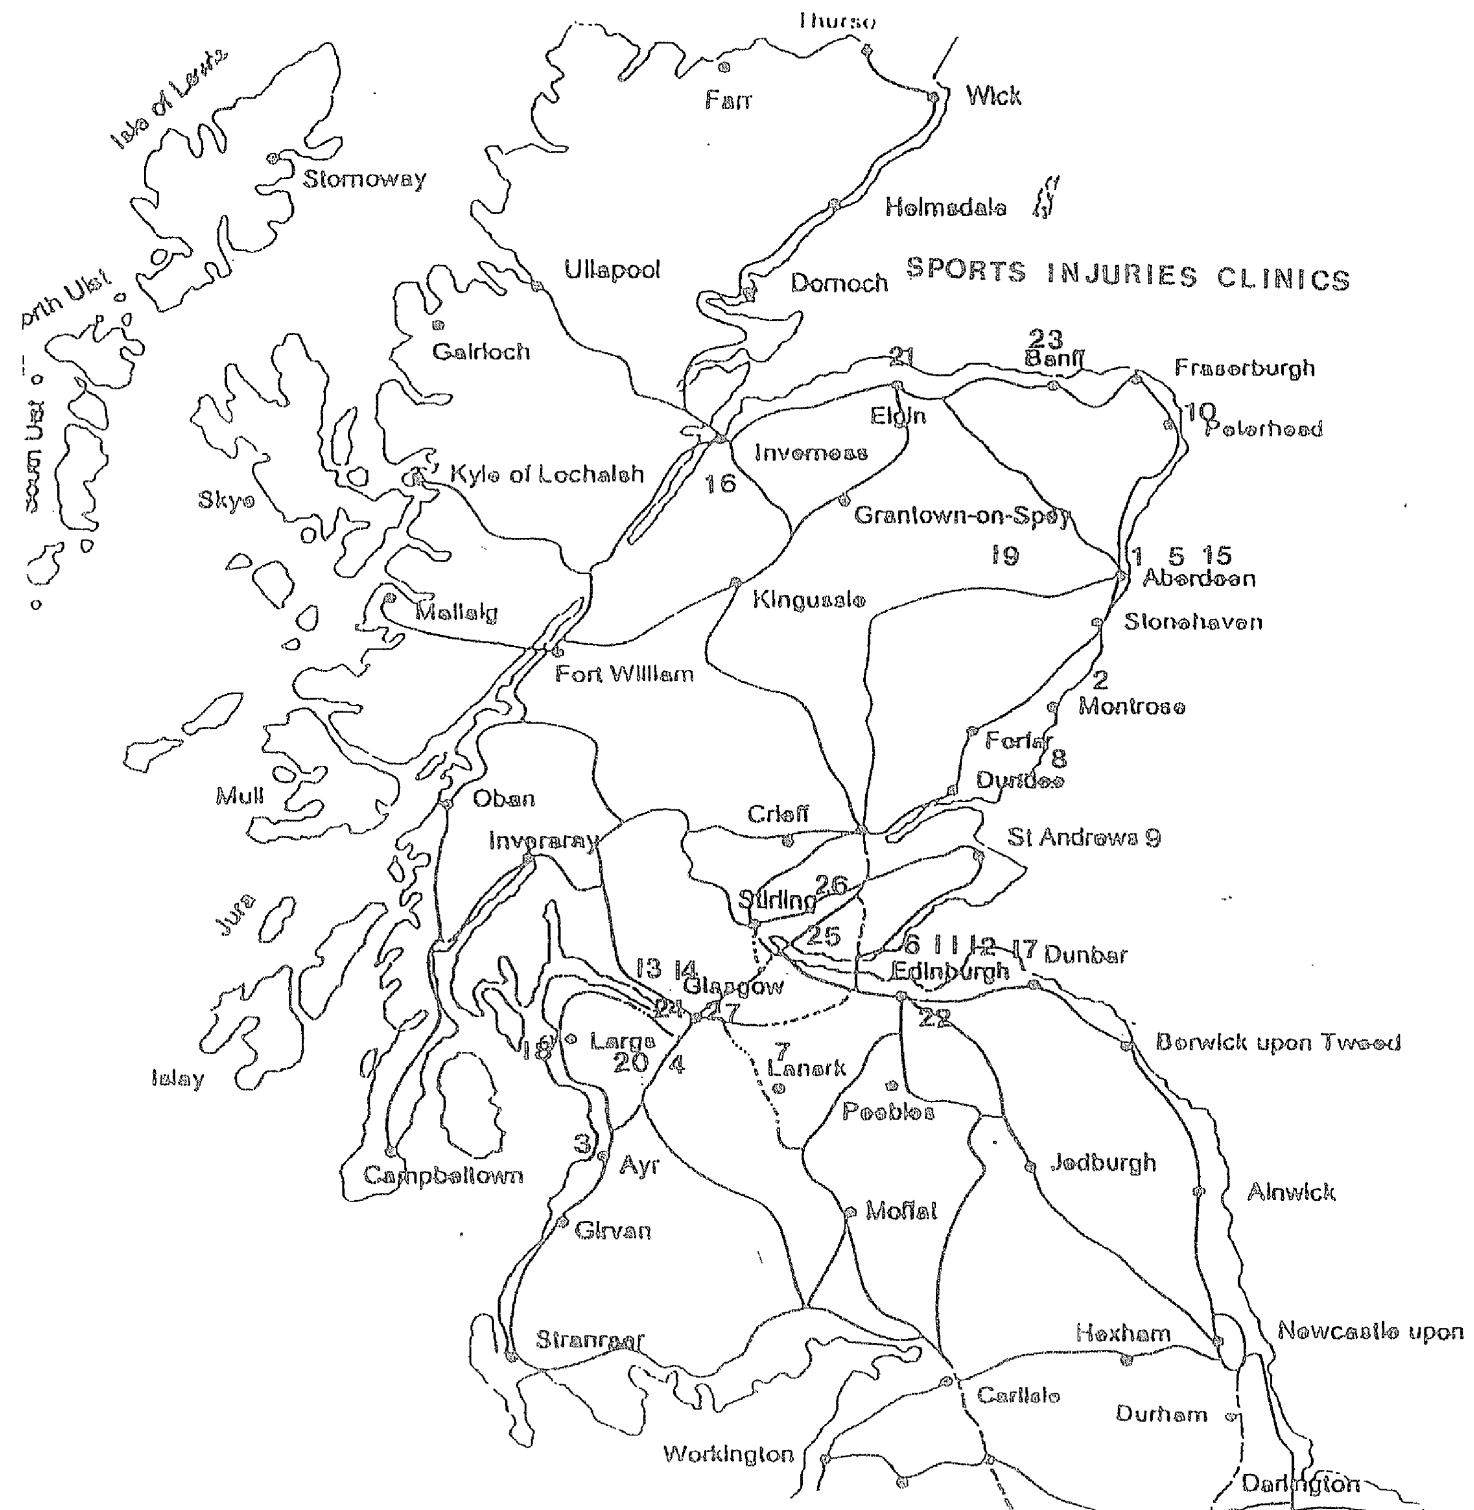 Thurso
Wick
Farr
Isle of Lewis
Stornoway
Helmsdale
Ullapool
Dornoch
SPORTS INJURIES CLINICS
orth Uist
Gairloch
21
23
Banff
Fraserburgh
Elgin
10
Peterhead
South Uist
Inverness
Kyle of Lochalsh
16
Skye
Grantown-on-Spey
19
1 5 15
Aberdeen
Mallaig
Kingussie
Stonehaven
Fort William
2
Montrose
Forfar
8
Dundee
Mull
Oban
Crieff
Inveraray
St Andrews 9
26
Stirling
Jura
25
6 11 12 17
Dunbar
Edinburgh
13 14
Glasgow
24
27
22
18
Largs
20
4
7
Lanark
Berwick upon Tweed
Islay
Peebles
3
Ayr
Campbeltown
Jedburgh
Alnwick
Moffat
Girvan
Stranraer
Hexham
Newcastle upon
Carlisle
Durham
Workington
Darlington